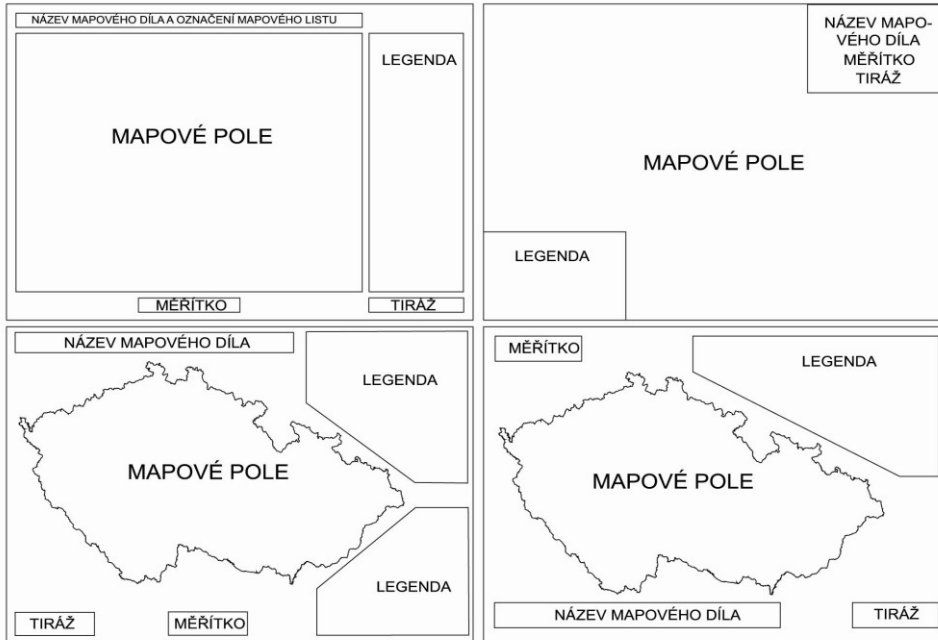 NÁZEV MAPOVÉHO DÍLA A OZNAČENÍ MAPOVÉHO LISTU
LEGENDA
MAPOVÉ POLE
MĚŘÍTKO
TIRÁŽ
NÁZEV MAPO-
VÉHO DÍLA
MĚŘÍTKO
TIRÁŽ
MAPOVÉ POLE
LEGENDA
NÁZEV MAPOVÉHO DÍLA
LEGENDA
MAPOVÉ POLE
LEGENDA
TIRÁŽ
MĚŘÍTKO
MĚŘÍTKO
LEGENDA
MAPOVÉ POLE
NÁZEV MAPOVÉHO DÍLA
TIRÁŽ